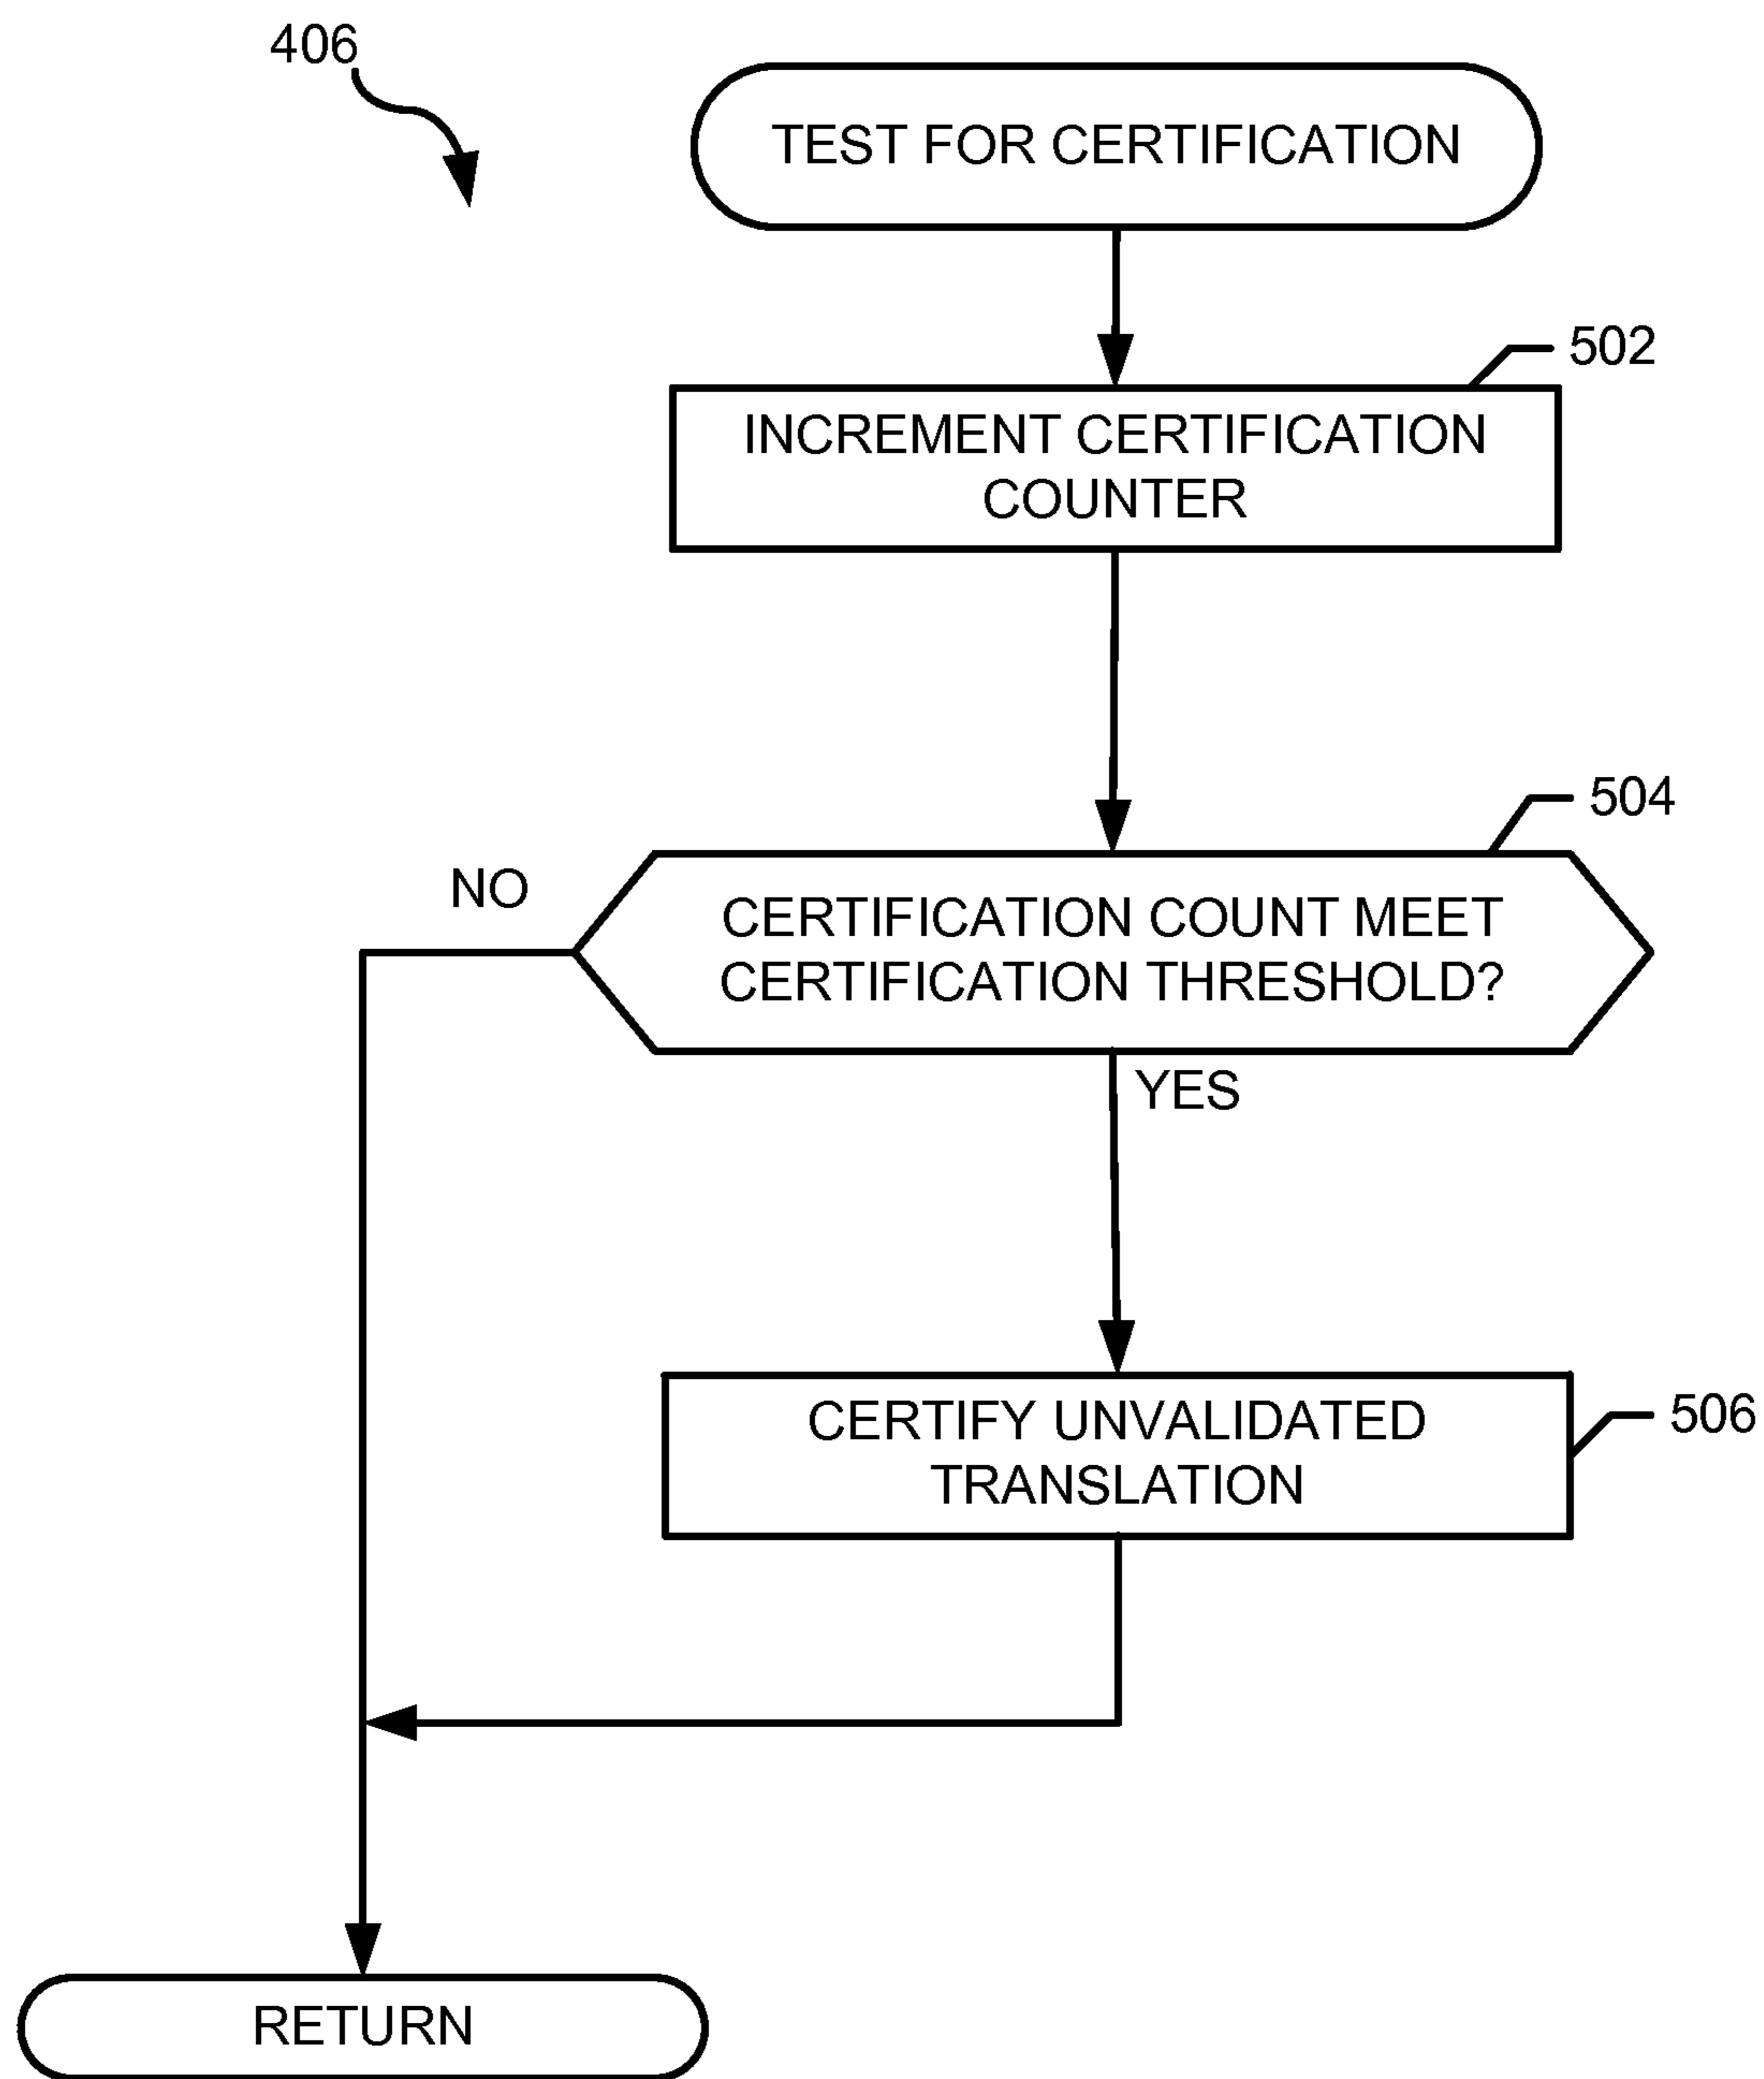 406
TEST FOR CERTIFICATION
502
INCREMENT CERTIFICATION
COUNTER
504
NO
CERTIFICATION COUNT MEET
CERTIFICATION THRESHOLD?
YES
CERTIFY UNVALIDATED
TRANSLATION
506
RETURN